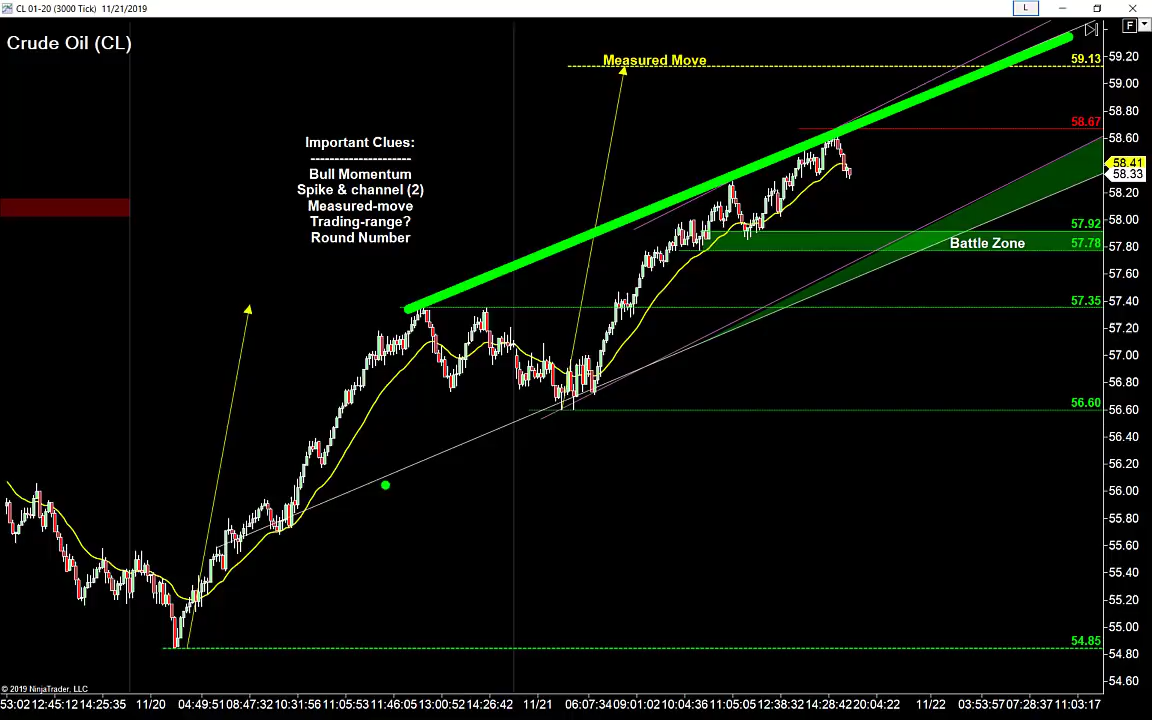 CL 01-20 (3000 Tick) 11/21/2019
L
F
Crude Oil (CL)
Measured Move
59.13
59.20
59.00
58.80
58.67
58.60
58.41
58.33
58.20
58.00
57.92
57.78
57.80
57.60
57.35
57.40
57.20
57.00
56.80
56.60
56.60
56.40
56.20
56.00
55.80
55.60
55.40
55.20
55.00
54.85
54.80
54.60
Important Clues:
---------------------
Bull Momentum
Spike & channel (2)
Measured-move
Trading-range?
Round Number
Battle Zone
© 2019 NinjaTrader, LLC
53:02 12:45:12 14:25:35 11/20 04:49:51 08:47:32 11:05:53 11:46:05 13:00:52 14:26:42 11/21 06:07:34 09:01:02 10:04:36 11:05:05 12:38:32 14:28:42 20:04:22 11/22 03:53:57 07:28:37 11:03:17